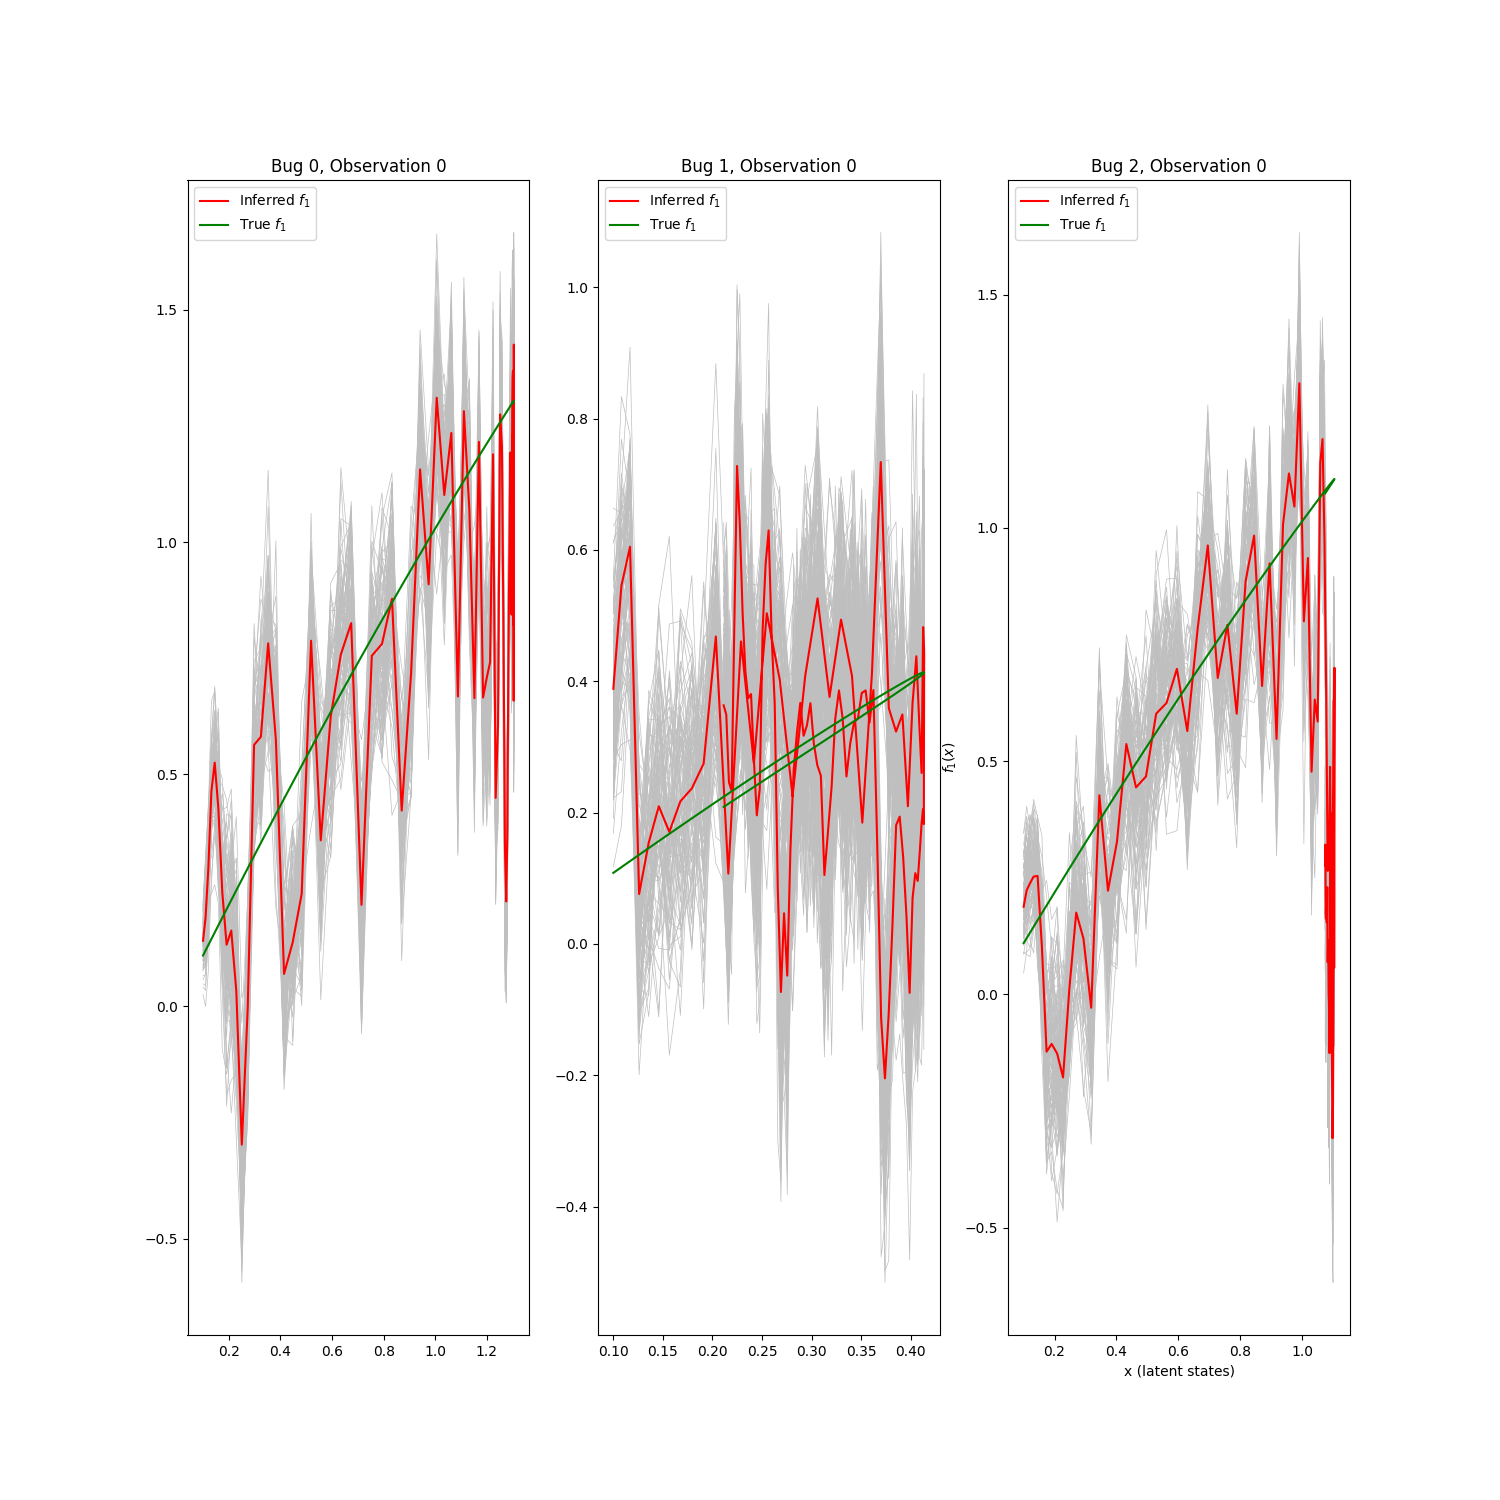 Bug 0, Observation 0
Inferred f₁
True f₁
1.5
1.0
0.5
0.0
−0.5
0.2 0.4 0.6 0.8 1.0 1.2
Bug 1, Observation 0
Inferred f₁
True f₁
1.0
0.8
0.6
0.4
0.2
0.0
−0.2
−0.4
0.10 0.15 0.20 0.25 0.30 0.35 0.40
Bug 2, Observation 0
Inferred f₁
True f₁
f₁(x)
1.5
1.0
0.5
0.0
−0.5
0.2 0.4 0.6 0.8 1.0
x (latent states)